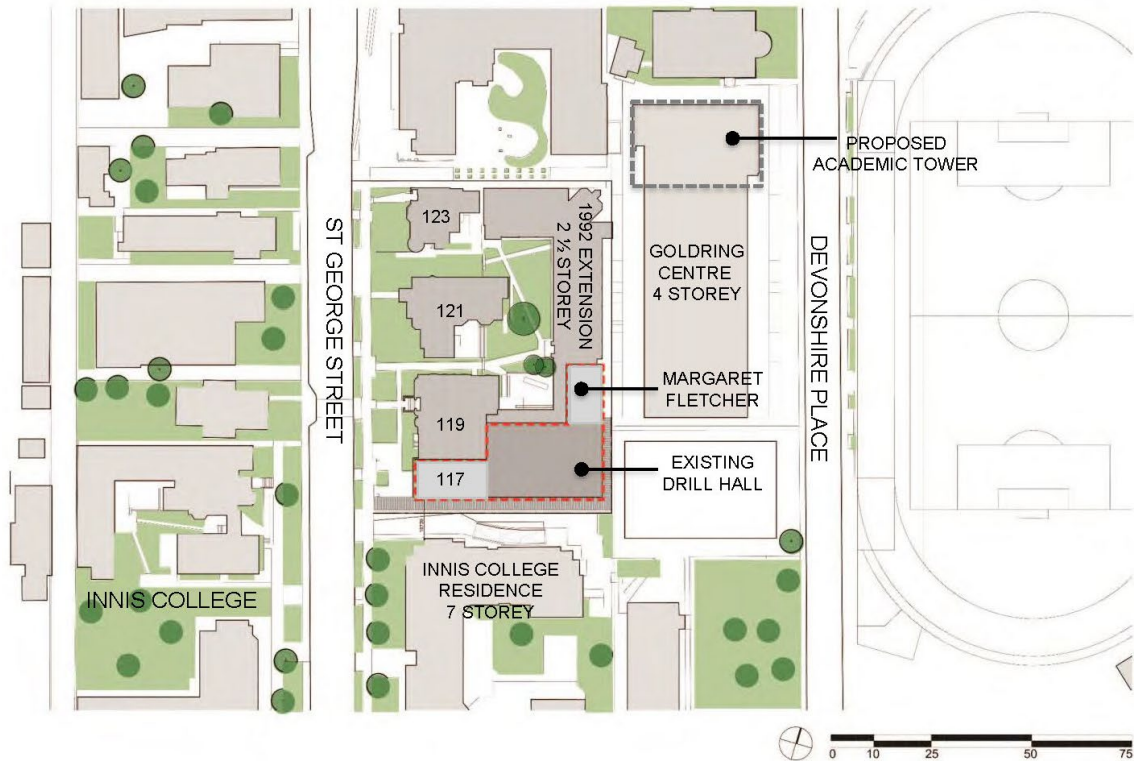 PROPOSED
ACADEMIC TOWER
123
1992 EXTENSION
2 ½ STOREY
ST GEORGE STREET
GOLDRING
CENTRE
4 STOREY
DEVONSHIRE PLACE
121
MARGARET
FLETCHER
119
117
EXISTING
DRILL HALL
INNIS COLLEGE
RESIDENCE
7 STOREY
INNIS COLLEGE
0 10 25 50 75